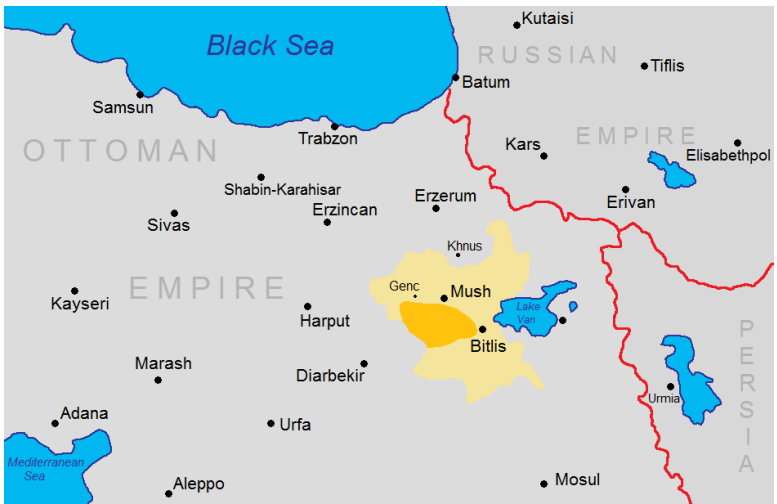 Kutaisi
Black Sea
RUSSIAN
Tiflis
Batum
Samsun
Trabzon
EMPIRE
Kars
Elisabethpol
OTTOMAN
Shabin-Karahisar
Erzerum
Erivan
Erzincan
Sivas
Khnus
EMPIRE
Genc
Mush
Kayseri
Harput
Lake
Van
Bitlis
PERSIA
Marash
Diarbekir
Urmia
Adana
Urfa
Mediterranean
Sea
Aleppo
Mosul